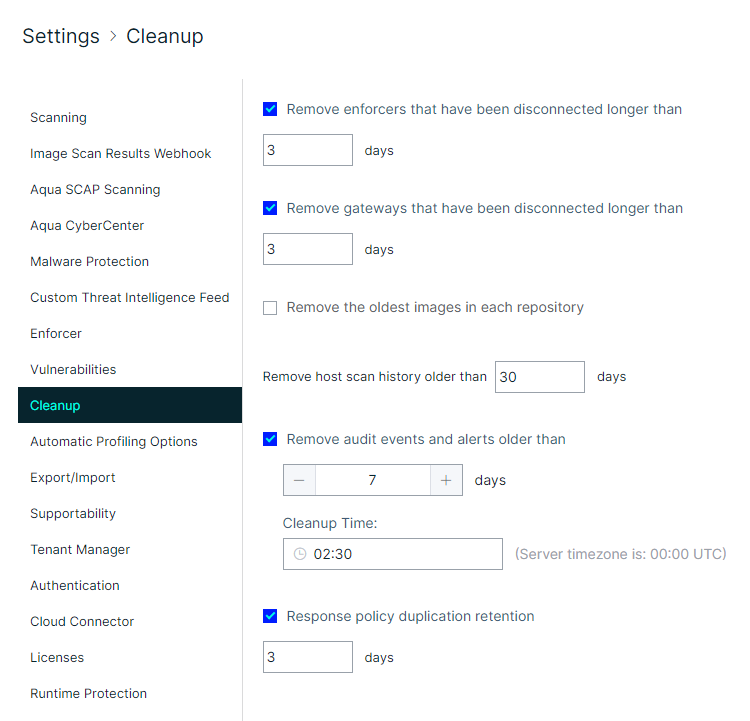 Settings > Cleanup
Scanning
Image Scan Results Webhook
Aqua SCAP Scanning
Aqua CyberCenter
Malware Protection
Custom Threat Intelligence Feed
Enforcer
Vulnerabilities
Cleanup
Automatic Profiling Options
Export/Import
Supportability
Tenant Manager
Authentication
Cloud Connector
Licenses
Runtime Protection
Remove enforcers that have been disconnected longer than
3 days
Remove gateways that have been disconnected longer than
3 days
Remove the oldest images in each repository
Remove host scan history older than 30 days
Remove audit events and alerts older than
− 7 + days
Cleanup Time:
02:30 (Server timezone is: 00:00 UTC)
Response policy duplication retention
3 days